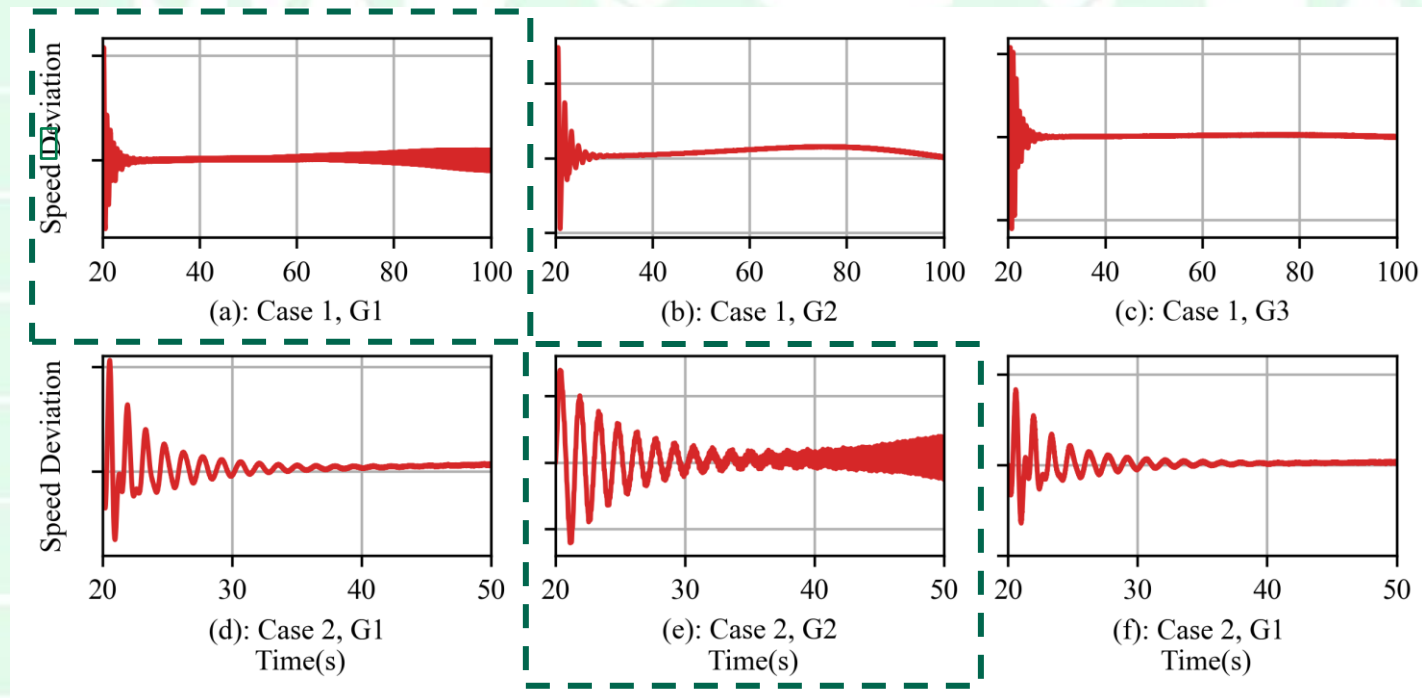 Speed Deviation
20 40 60 80 100
20 40 60 80 100
20 40 60 80 100
(a): Case 1, G1
(b): Case 1, G2
(c): Case 1, G3
Speed Deviation
20 30 40 50
20 30 40 50
20 30 40 50
(d): Case 2, G1
(e): Case 2, G2
(f): Case 2, G1
Time(s)
Time(s)
Time(s)